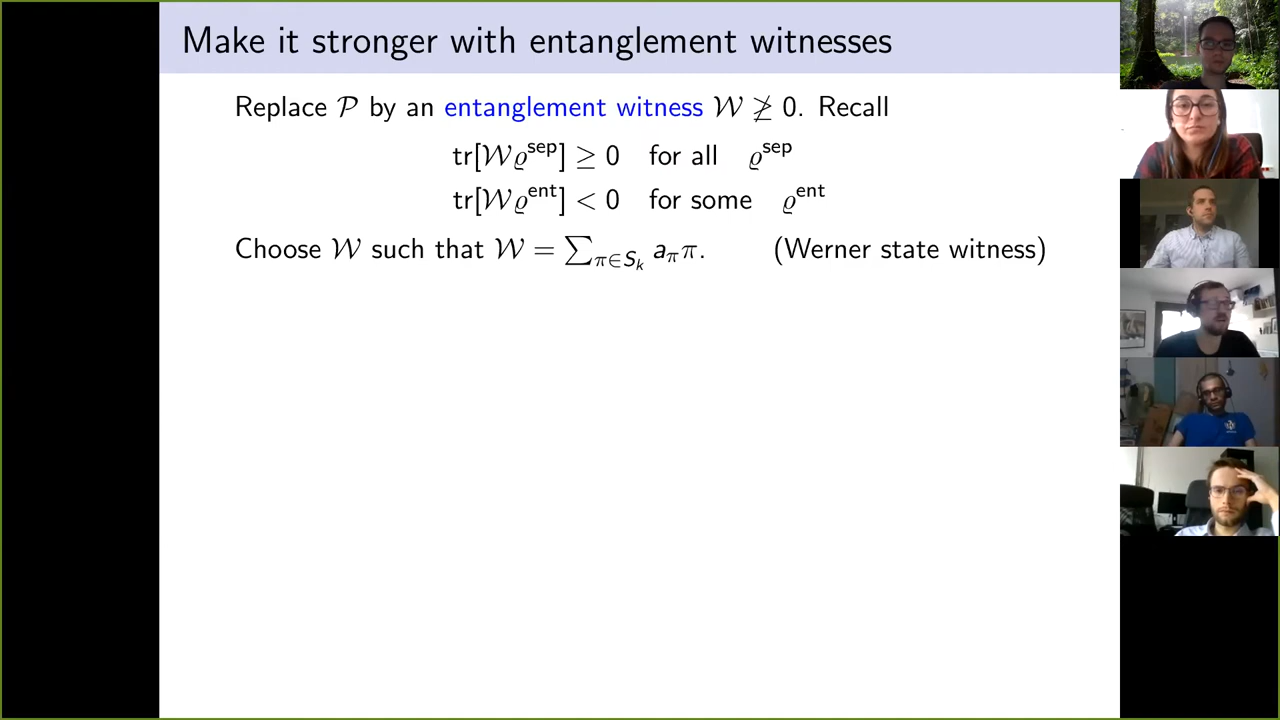 Make it stronger with entanglement witnesses
Replace 𝒫 by an entanglement witness 𝒲 ≱ 0. Recall
tr[𝒲ϱ^sep] ≥ 0 for all ϱ^sep
tr[𝒲ϱ^ent] < 0 for some ϱ^ent
Choose 𝒲 such that 𝒲 = ∑_{π∈S_k} a_π π. (Werner state witness)